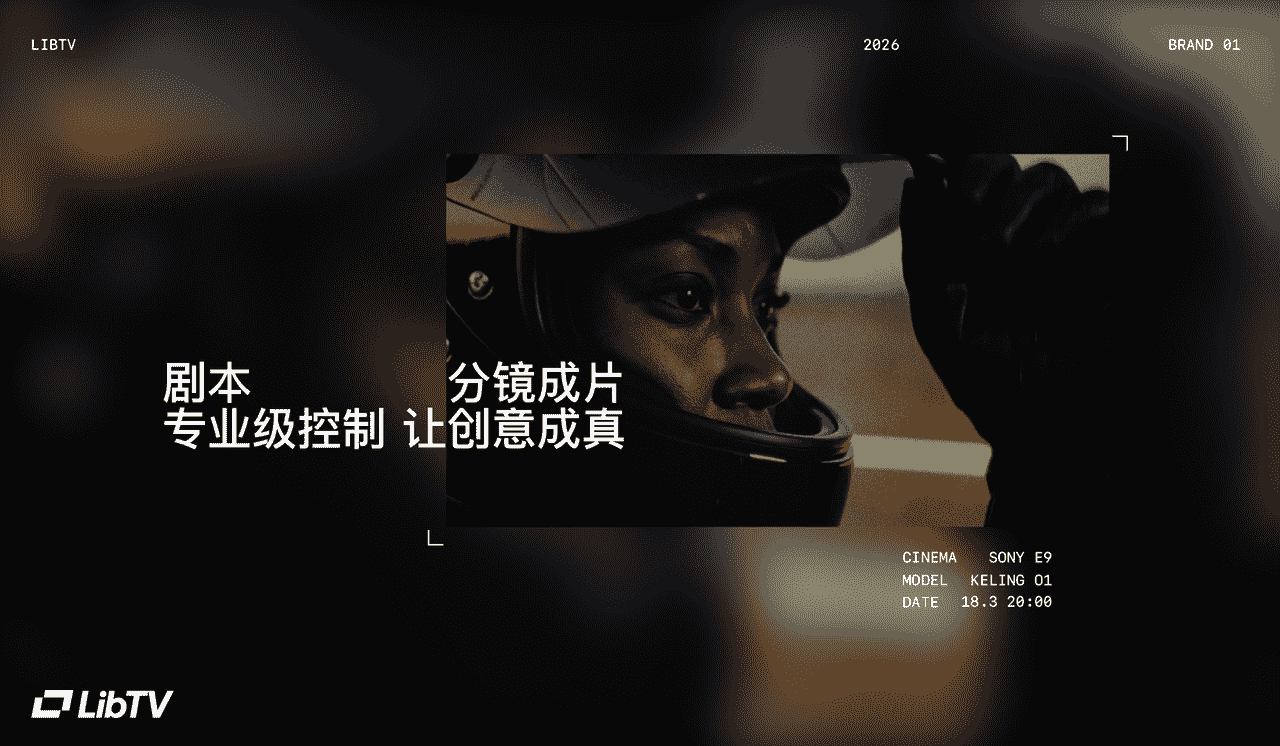 LIBTV 2026 BRAND 01
剧本 分镜成片
专业级控制 让创意成真
CINEMA SONY E9
MODEL KELING O1
DATE 18.3 20:00
LibTV